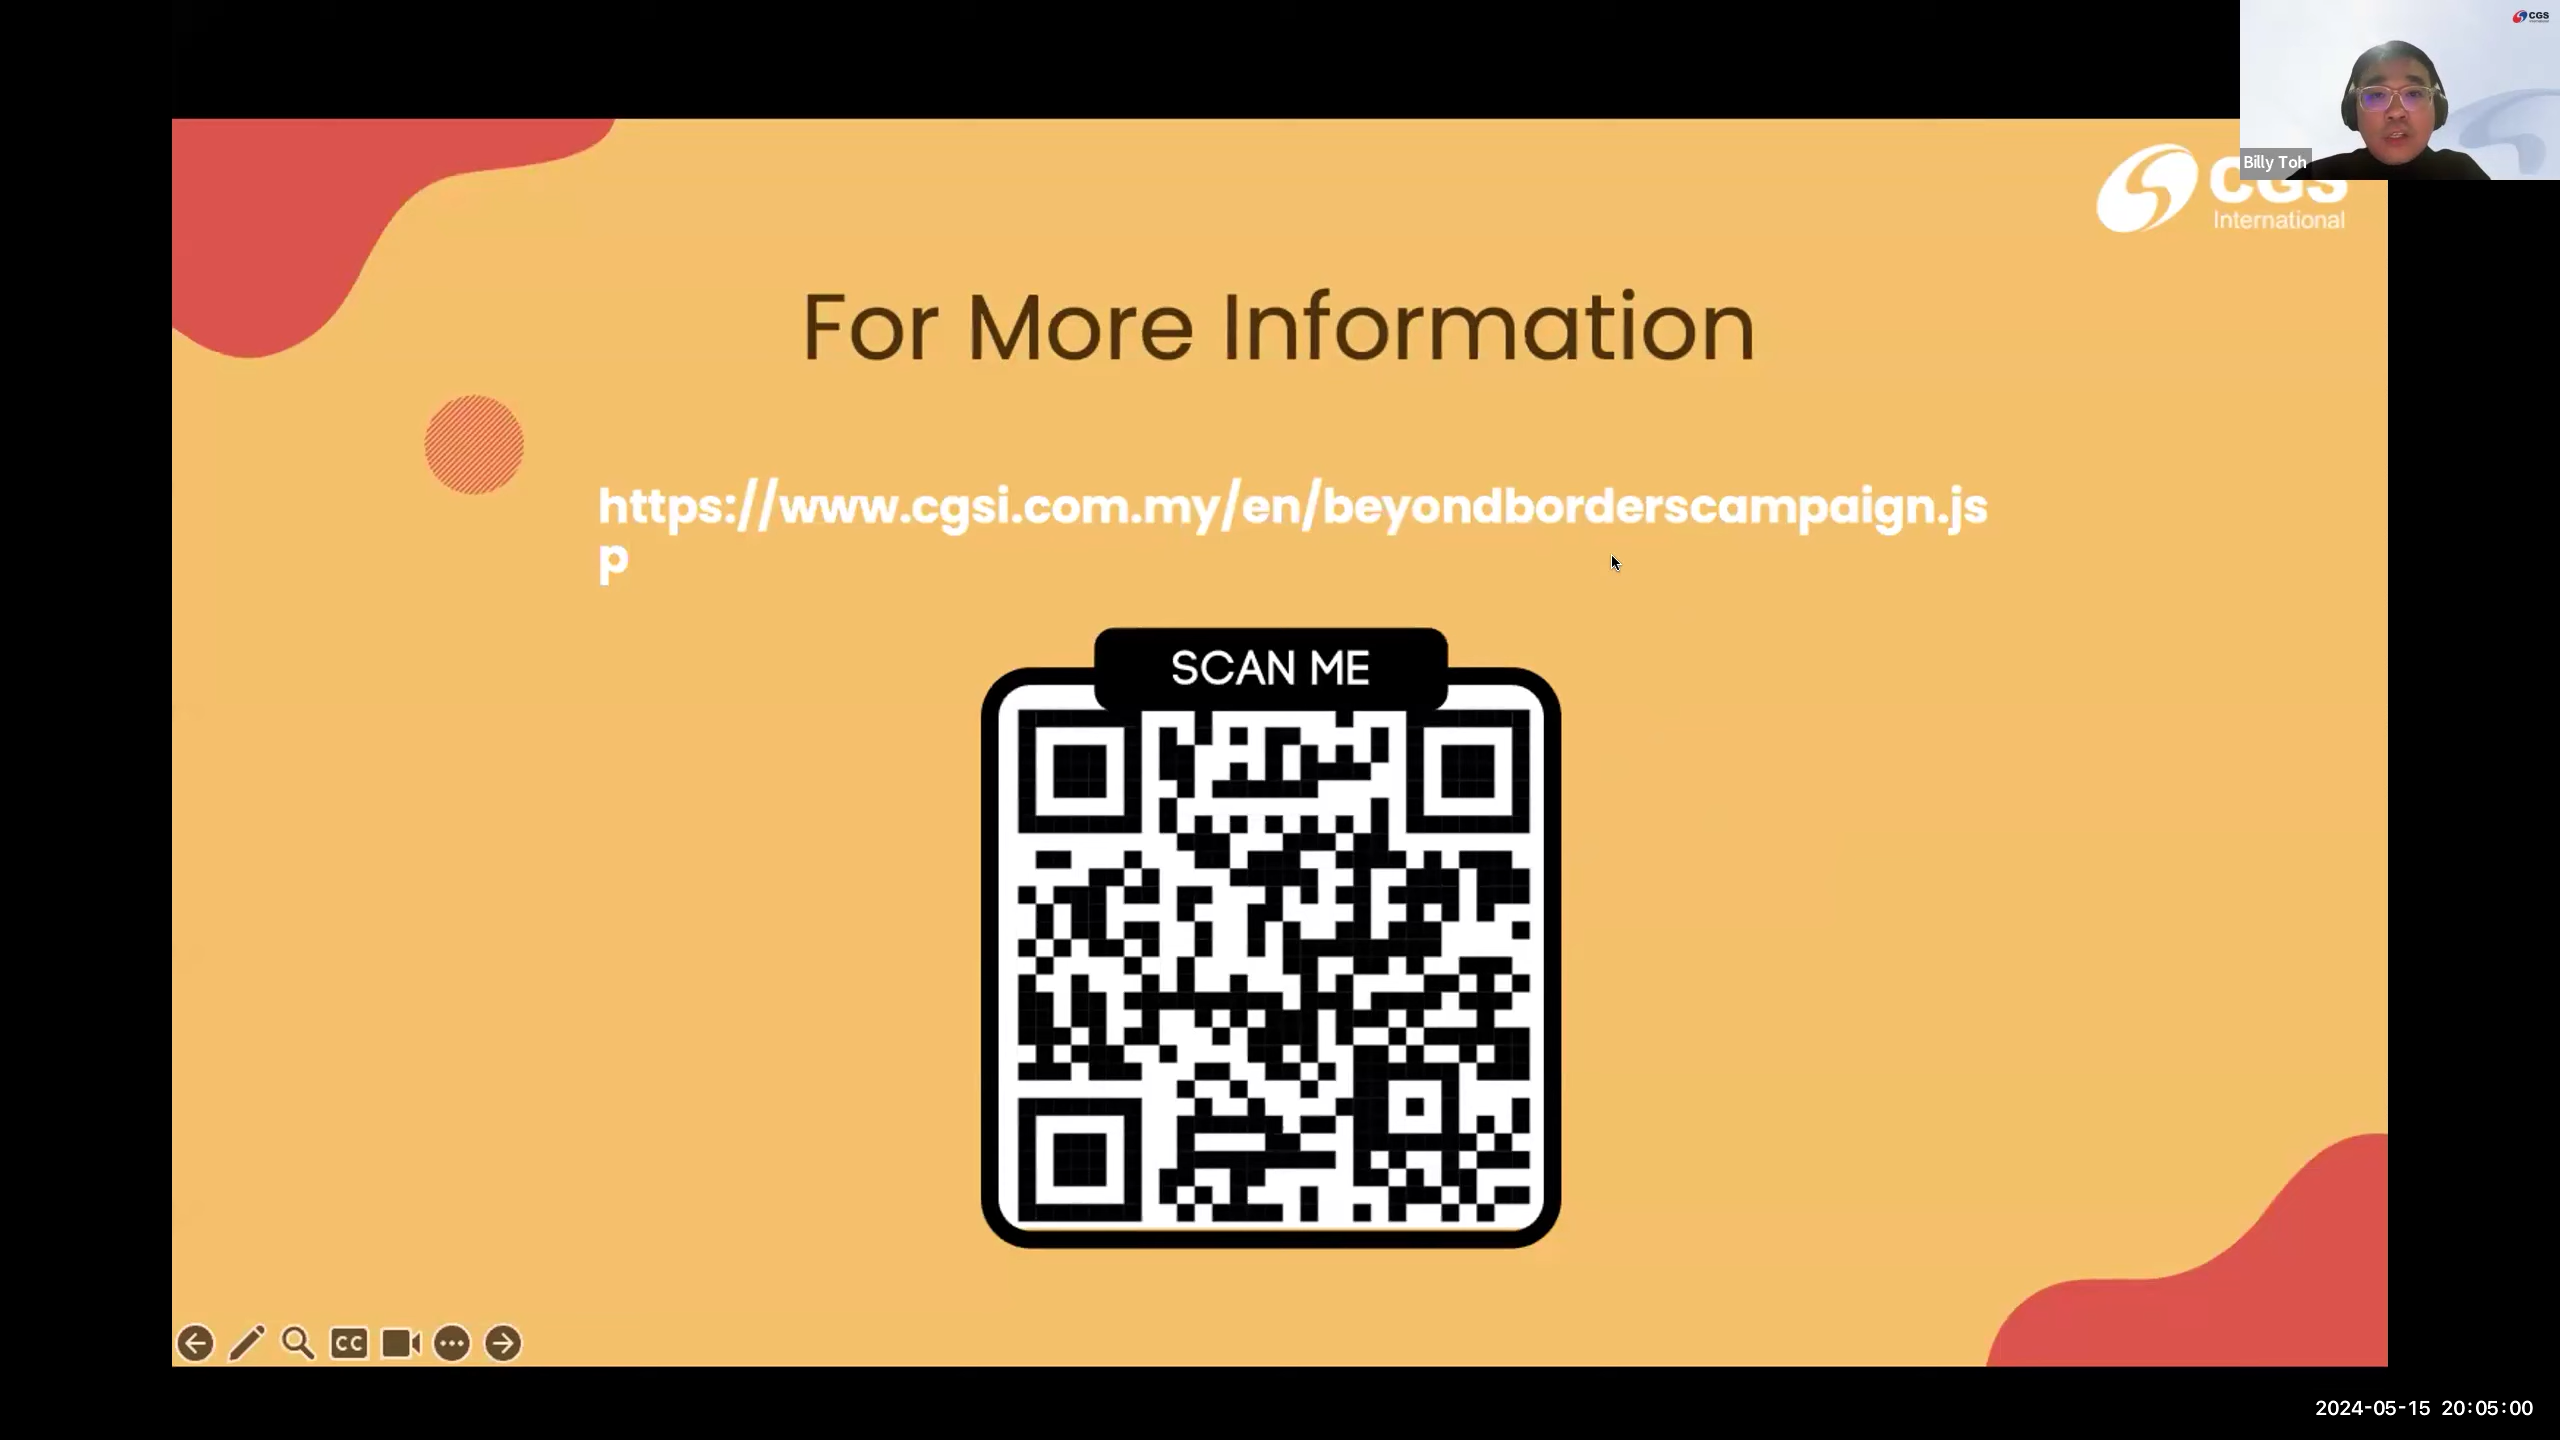 CGS
Billy Toh
CGS
International
For More Information
https://www.cgsi.com.my/en/beyondborderscampaign.js
p
SCAN ME
CC
2024-05-15 20:05:00